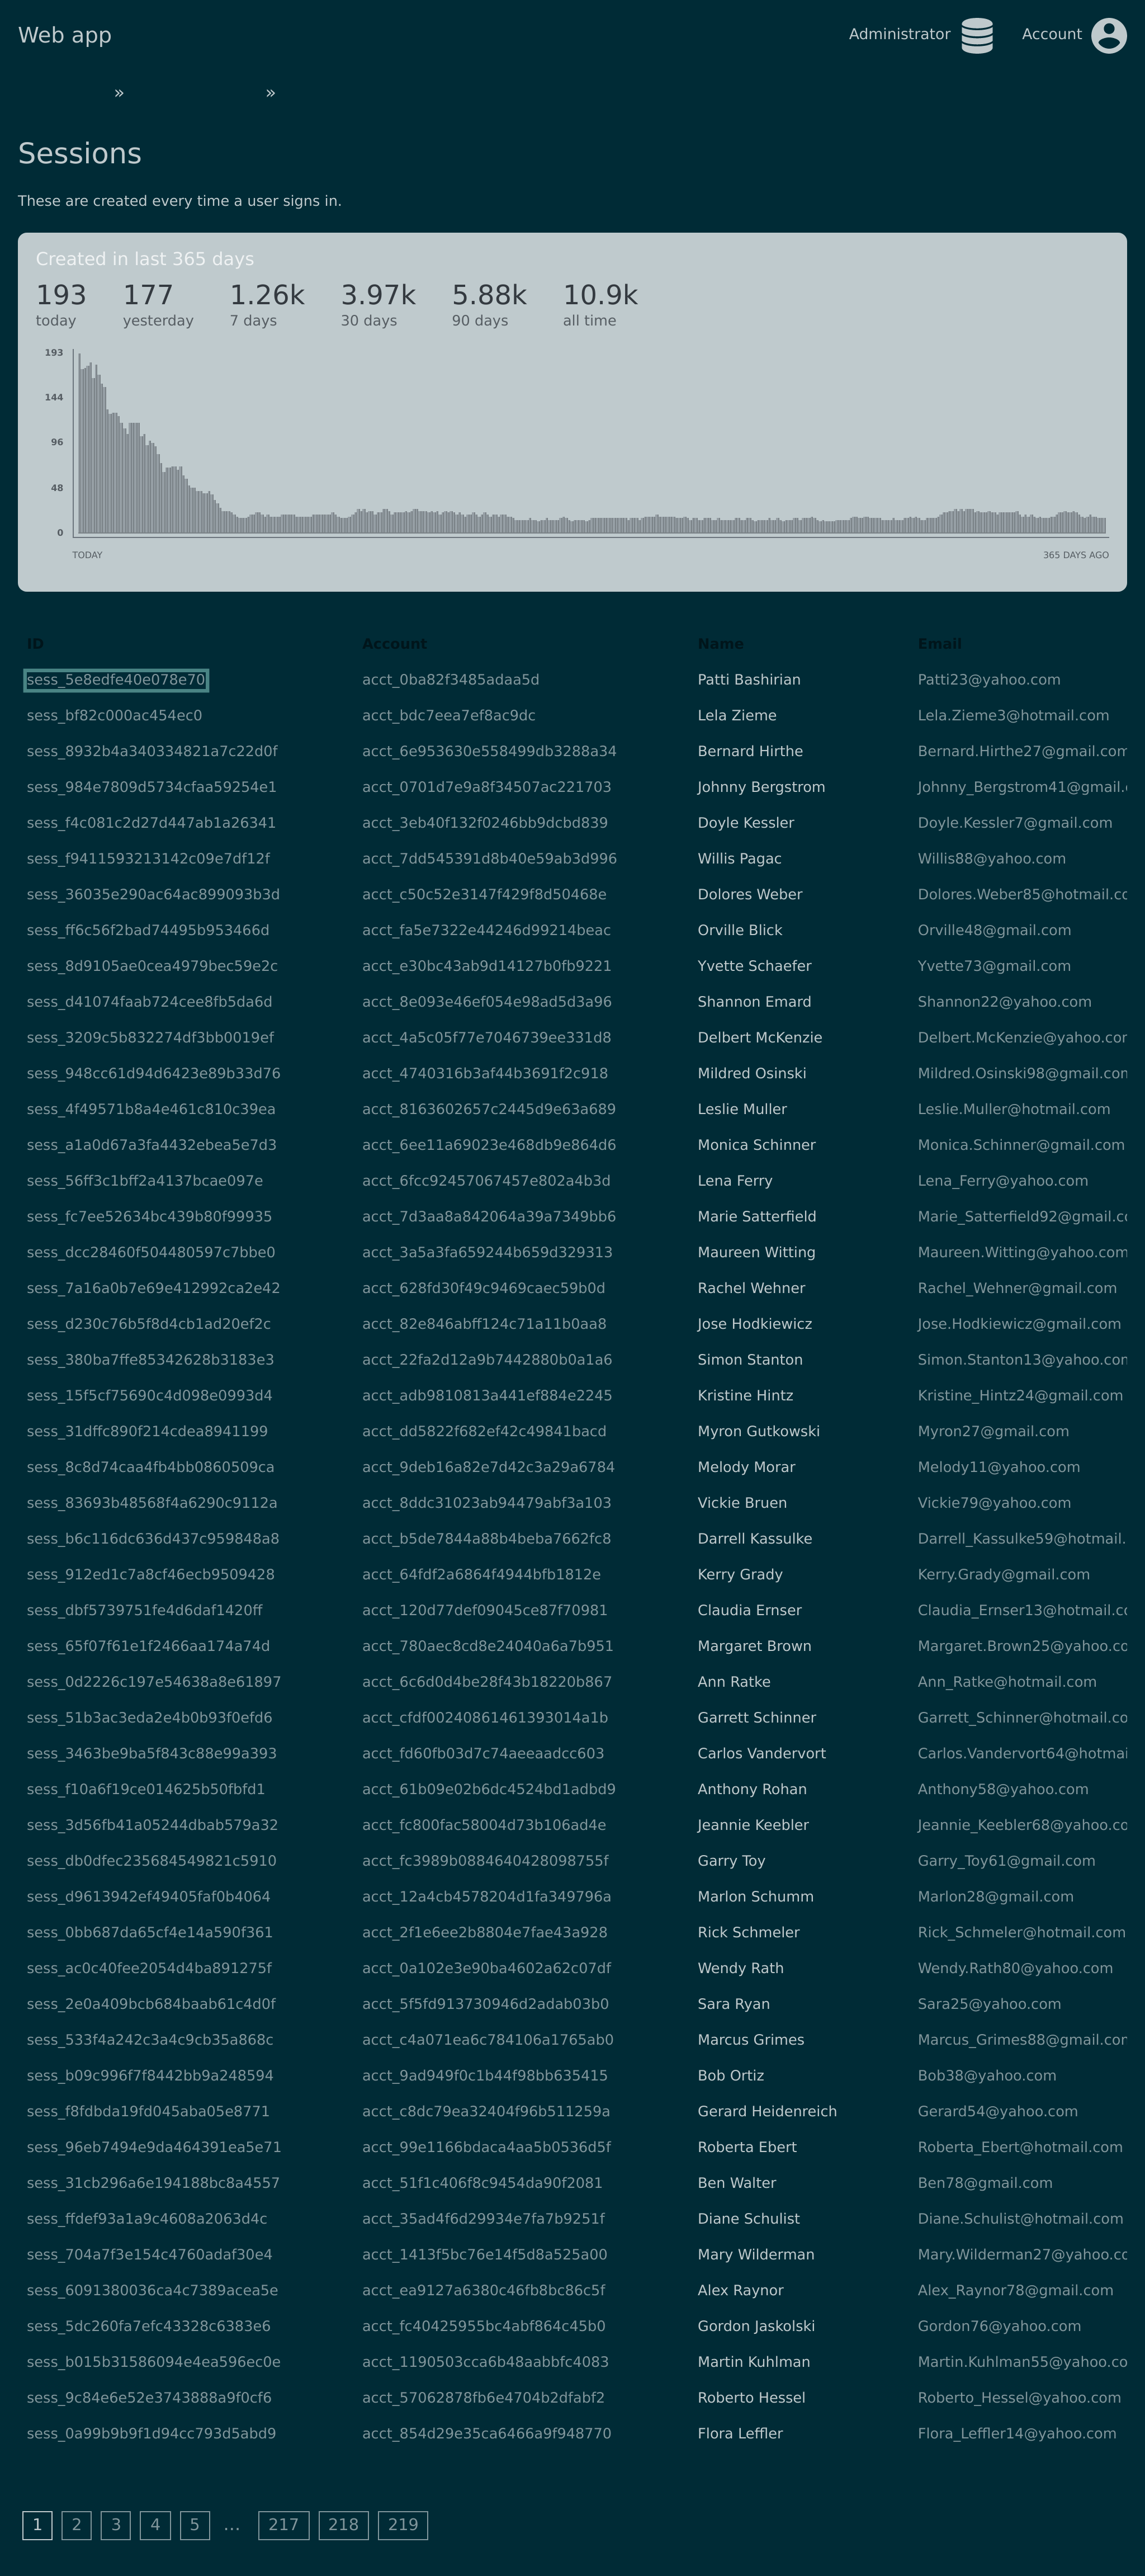 Web app Administrator Account
» »
Sessions
These are created every time a user signs in.
Created in last 365 days
193 177 1.26k 3.97k 5.88k 10.9k
today yesterday 7 days 30 days 90 days all time
193
144
96
48
0
TODAY 365 DAYS AGO
ID Account Name Email
sess_5e8edfe40e078e70 acct_0ba82f3485adaa5d Patti Bashirian Patti23@yahoo.com
sess_bf82c000ac454ec0 acct_bdc7eea7ef8ac9dc Lela Zieme Lela.Zieme3@hotmail.com
sess_8932b4a340334821a7c22d0f acct_6e953630e558499db3288a34 Bernard Hirthe Bernard.Hirthe27@gmail.com
sess_984e7809d5734cfaa59254e1 acct_0701d7e9a8f34507ac221703 Johnny Bergstrom Johnny_Bergstrom41@gmail.
sess_f4c081c2d27d447ab1a26341 acct_3eb40f132f0246bb9dcbd839 Doyle Kessler Doyle.Kessler7@gmail.com
sess_f9411593213142c09e7df12f acct_7dd545391d8b40e59ab3d996 Willis Pagac Willis88@yahoo.com
sess_36035e290ac64ac899093b3d acct_c50c52e3147f429f8d50468e Dolores Weber Dolores.Weber85@hotmail.co
sess_ff6c56f2bad74495b953466d acct_fa5e7322e44246d99214beac Orville Blick Orville48@gmail.com
sess_8d9105ae0cea4979bec59e2c acct_e30bc43ab9d14127b0fb9221 Yvette Schaefer Yvette73@gmail.com
sess_d41074faab724cee8fb5da6d acct_8e093e46ef054e98ad5d3a96 Shannon Emard Shannon22@yahoo.com
sess_3209c5b832274df3bb0019ef acct_4a5c05f77e7046739ee331d8 Delbert McKenzie Delbert.McKenzie@yahoo.com
sess_948cc61d94d6423e89b33d76 acct_4740316b3af44b3691f2c918 Mildred Osinski Mildred.Osinski98@gmail.com
sess_4f49571b8a4e461c810c39ea acct_8163602657c2445d9e63a689 Leslie Muller Leslie.Muller@hotmail.com
sess_a1a0d67a3fa4432ebea5e7d3 acct_6ee11a69023e468db9e864d6 Monica Schinner Monica.Schinner@gmail.com
sess_56ff3c1bff2a4137bcae097e acct_6fcc92457067457e802a4b3d Lena Ferry Lena_Ferry@yahoo.com
sess_fc7ee52634bc439b80f99935 acct_7d3aa8a842064a39a7349bb6 Marie Satterfield Marie_Satterfield92@gmail.co
sess_dcc28460f504480597c7bbe0 acct_3a5a3fa659244b659d329313 Maureen Witting Maureen.Witting@yahoo.com
sess_7a16a0b7e69e412992ca2e42 acct_628fd30f49c9469caec59b0d Rachel Wehner Rachel_Wehner@gmail.com
sess_d230c76b5f8d4cb1ad20ef2c acct_82e846abff124c71a11b0aa8 Jose Hodkiewicz Jose.Hodkiewicz@gmail.com
sess_380ba7ffe85342628b3183e3 acct_22fa2d12a9b7442880b0a1a6 Simon Stanton Simon.Stanton13@yahoo.com
sess_15f5cf75690c4d098e0993d4 acct_adb9810813a441ef884e2245 Kristine Hintz Kristine_Hintz24@gmail.com
sess_31dffc890f214cdea8941199 acct_dd5822f682ef42c49841bacd Myron Gutkowski Myron27@gmail.com
sess_8c8d74caa4fb4bb0860509ca acct_9deb16a82e7d42c3a29a6784 Melody Morar Melody11@yahoo.com
sess_83693b48568f4a6290c9112a acct_8ddc31023ab94479abf3a103 Vickie Bruen Vickie79@yahoo.com
sess_b6c116dc636d437c959848a8 acct_b5de7844a88b4beba7662fc8 Darrell Kassulke Darrell_Kassulke59@hotmail.
sess_912ed1c7a8cf46ecb9509428 acct_64fdf2a6864f4944bfb1812e Kerry Grady Kerry.Grady@gmail.com
sess_dbf5739751fe4d6daf1420ff acct_120d77def09045ce87f70981 Claudia Ernser Claudia_Ernser13@hotmail.co
sess_65f07f61e1f2466aa174a74d acct_780aec8cd8e24040a6a7b951 Margaret Brown Margaret.Brown25@yahoo.co
sess_0d2226c197e54638a8e61897 acct_6c6d0d4be28f43b18220b867 Ann Ratke Ann_Ratke@hotmail.com
sess_51b3ac3eda2e4b0b93f0efd6 acct_cfdf00240861461393014a1b Garrett Schinner Garrett_Schinner@hotmail.co
sess_3463be9ba5f843c88e99a393 acct_fd60fb03d7c74aeeaadcc603 Carlos Vandervort Carlos.Vandervort64@hotmai
sess_f10a6f19ce014625b50fbfd1 acct_61b09e02b6dc4524bd1adbd9 Anthony Rohan Anthony58@yahoo.com
sess_3d56fb41a05244dbab579a32 acct_fc800fac58004d73b106ad4e Jeannie Keebler Jeannie_Keebler68@yahoo.co
sess_db0dfec235684549821c5910 acct_fc3989b0884640428098755f Garry Toy Garry_Toy61@gmail.com
sess_d9613942ef49405faf0b4064 acct_12a4cb4578204d1fa349796a Marlon Schumm Marlon28@gmail.com
sess_0bb687da65cf4e14a590f361 acct_2f1e6ee2b8804e7fae43a928 Rick Schmeler Rick_Schmeler@hotmail.com
sess_ac0c40fee2054d4ba891275f acct_0a102e3e90ba4602a62c07df Wendy Rath Wendy.Rath80@yahoo.com
sess_2e0a409bcb684baab61c4d0f acct_5f5fd913730946d2adab03b0 Sara Ryan Sara25@yahoo.com
sess_533f4a242c3a4c9cb35a868c acct_c4a071ea6c784106a1765ab0 Marcus Grimes Marcus_Grimes88@gmail.com
sess_b09c996f7f8442bb9a248594 acct_9ad949f0c1b44f98bb635415 Bob Ortiz Bob38@yahoo.com
sess_f8fdbda19fd045aba05e8771 acct_c8dc79ea32404f96b511259a Gerard Heidenreich Gerard54@yahoo.com
sess_96eb7494e9da464391ea5e71 acct_99e1166bdaca4aa5b0536d5f Roberta Ebert Roberta_Ebert@hotmail.com
sess_31cb296a6e194188bc8a4557 acct_51f1c406f8c9454da90f2081 Ben Walter Ben78@gmail.com
sess_ffdef93a1a9c4608a2063d4c acct_35ad4f6d29934e7fa7b9251f Diane Schulist Diane.Schulist@hotmail.com
sess_704a7f3e154c4760adaf30e4 acct_1413f5bc76e14f5d8a525a00 Mary Wilderman Mary.Wilderman27@yahoo.co
sess_6091380036ca4c7389acea5e acct_ea9127a6380c46fb8bc86c5f Alex Raynor Alex_Raynor78@gmail.com
sess_5dc260fa7efc43328c6383e6 acct_fc40425955bc4abf864c45b0 Gordon Jaskolski Gordon76@yahoo.com
sess_b015b31586094e4ea596ec0e acct_1190503cca6b48aabbfc4083 Martin Kuhlman Martin.Kuhlman55@yahoo.co
sess_9c84e6e52e3743888a9f0cf6 acct_57062878fb6e4704b2dfabf2 Roberto Hessel Roberto_Hessel@yahoo.com
sess_0a99b9b9f1d94cc793d5abd9 acct_854d29e35ca6466a9f948770 Flora Leffler Flora_Leffler14@yahoo.com
1 2 3 4 5 … 217 218 219